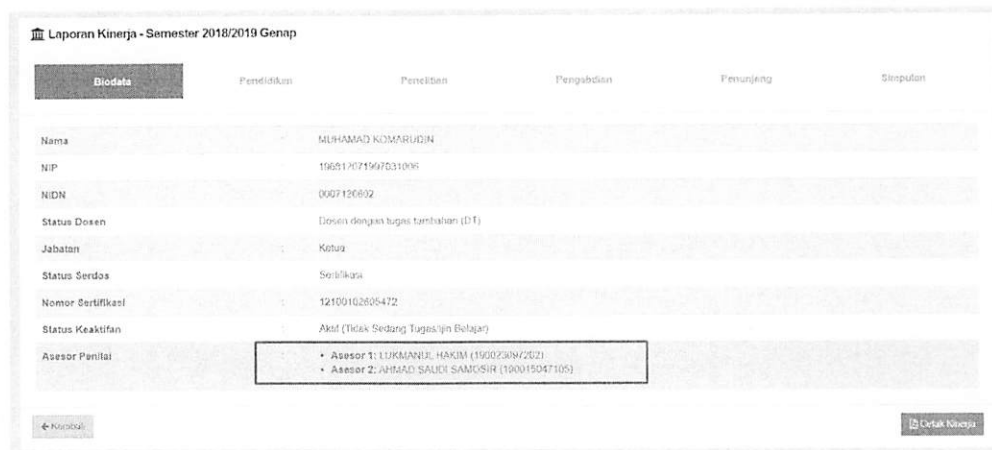 Laporan Kinerja - Semester 2018/2019 Genap
Biodata Pendidikan Penelitian Pengabdian Penunjang Simpulan
Nama : MUHAMAD KOMARUDIN
NIP : 196812071997031006
NIDN : 0007126802
Status Dosen : Dosen dengan tugas tambahan (DT)
Jabatan : Ketua
Status Serdos : Sertifikasi
Nomor Sertifikasi : 12100102605472
Status Keaktifan : Aktif (Tidak Sedang Tugas/Ijin Belajar)
Asesor Penilai : • Asesor 1: LUKMANUL HAKIM (190023097202)
• Asesor 2: AHMAD SAUDI SAMOSIR (190015047105)
Kembali Cetak Kinerja